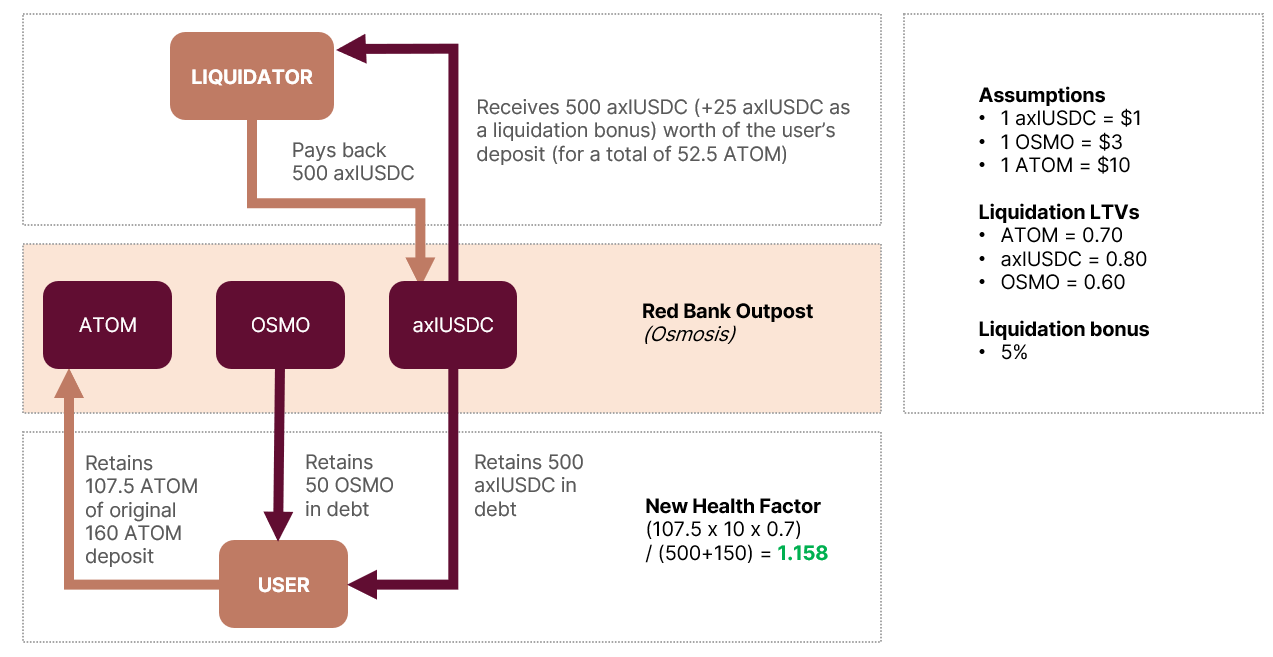 LIQUIDATOR
Pays back
500 axlUSDC
Receives 500 axlUSDC (+25 axlUSDC as
a liquidation bonus) worth of the user's
deposit (for a total of 52.5 ATOM)
ATOM
OSMO
axlUSDC
Red Bank Outpost
(Osmosis)
Retains
107.5 ATOM
of original
160 ATOM
deposit
Retains
50 OSMO
in debt
Retains 500
axlUSDC in
debt
USER
New Health Factor
(107.5 x 10 x 0.7)
/ (500+150) = 1.158
Assumptions
• 1 axlUSDC = $1
• 1 OSMO = $3
• 1 ATOM = $10
Liquidation LTVs
• ATOM = 0.70
• axlUSDC = 0.80
• OSMO = 0.60
Liquidation bonus
• 5%